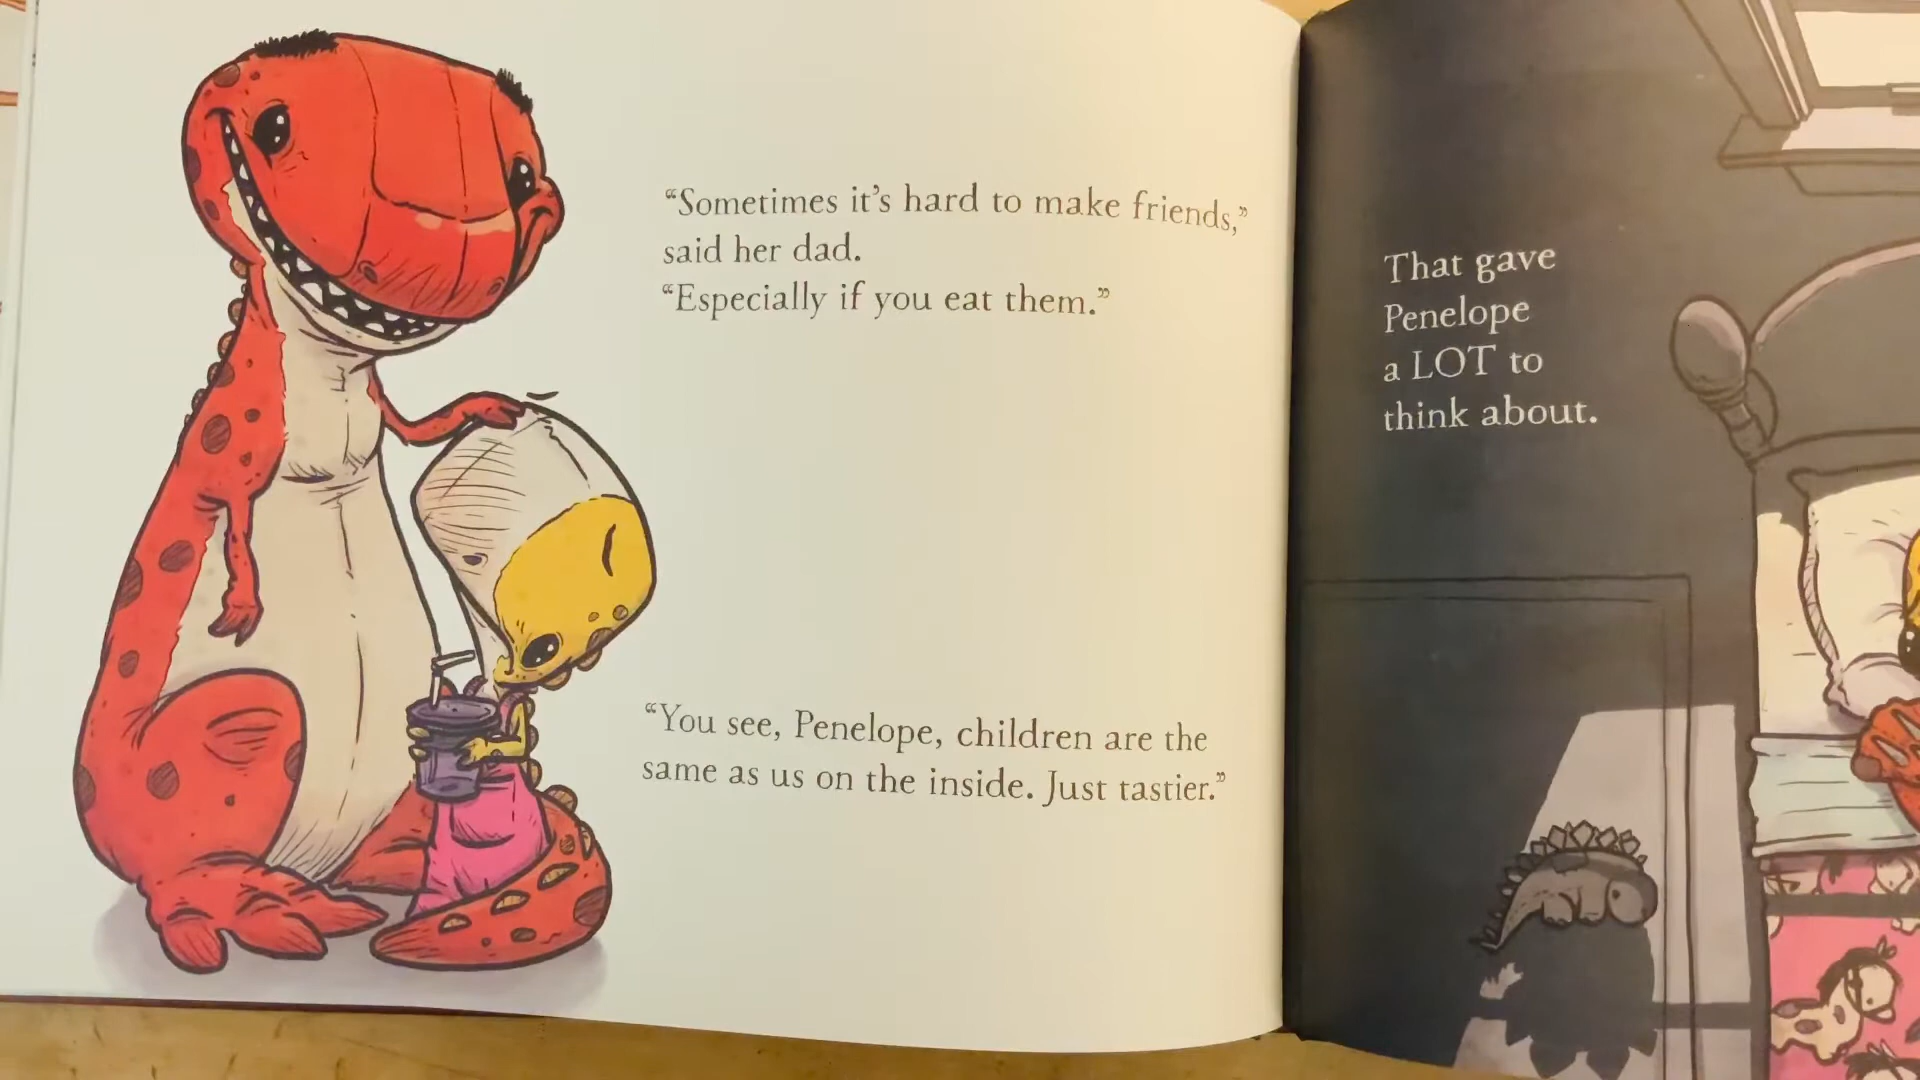 “Sometimes it’s hard to make friends,”
said her dad.
“Especially if you eat them.”
“You see, Penelope, children are the
same as us on the inside. Just tastier.”
That gave
Penelope
a LOT to
think about.